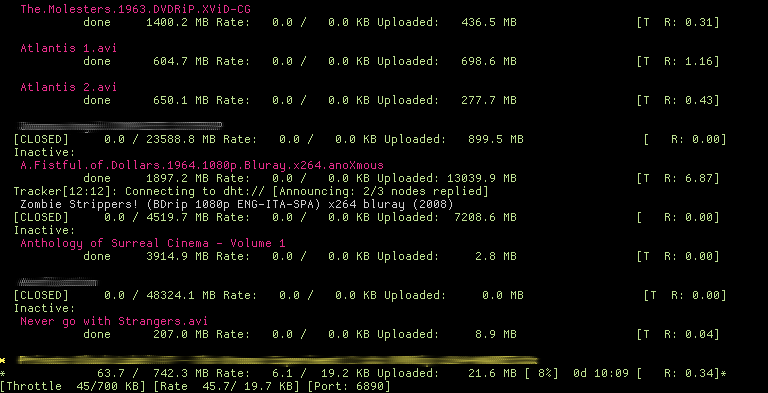 The.Molesters.1963.DVDRiP.XViD-CG
done 1400.2 MB Rate: 0.0 / 0.0 KB Uploaded: 436.5 MB [T R: 0.31]
Atlantis 1.avi
done 604.7 MB Rate: 0.0 / 0.0 KB Uploaded: 698.6 MB [T R: 1.16]
Atlantis 2.avi
done 650.1 MB Rate: 0.0 / 0.0 KB Uploaded: 277.7 MB [T R: 0.43]
[CLOSED] 0.0 / 23588.8 MB Rate: 0.0 / 0.0 KB Uploaded: 899.5 MB [ R: 0.00]
Inactive:
A.Fistful.of.Dollars.1964.1080p.Bluray.x264.anoXmous
done 1897.2 MB Rate: 0.0 / 0.0 KB Uploaded: 13039.9 MB [T R: 6.87]
Tracker[12:12]: Connecting to dht:// [Announcing: 2/3 nodes replied]
Zombie Strippers! (BDrip 1080p ENG-ITA-SPA) x264 bluray (2008)
[CLOSED] 0.0 / 4519.7 MB Rate: 0.0 / 0.0 KB Uploaded: 7208.6 MB [ R: 0.00]
Inactive:
Anthology of Surreal Cinema - Volume 1
done 3914.9 MB Rate: 0.0 / 0.0 KB Uploaded: 2.8 MB [T R: 0.00]
[CLOSED] 0.0 / 48324.1 MB Rate: 0.0 / 0.0 KB Uploaded: 0.0 MB [T R: 0.00]
Inactive:
Never go with Strangers.avi
done 207.0 MB Rate: 0.0 / 0.0 KB Uploaded: 8.9 MB [T R: 0.04]
*
* 63.7 / 742.3 MB Rate: 6.1 / 19.2 KB Uploaded: 21.6 MB [ 8%] 0d 10:09 [ R: 0.34]*
[Throttle 45/700 KB] [Rate 45.7/ 19.7 KB] [Port: 6890]